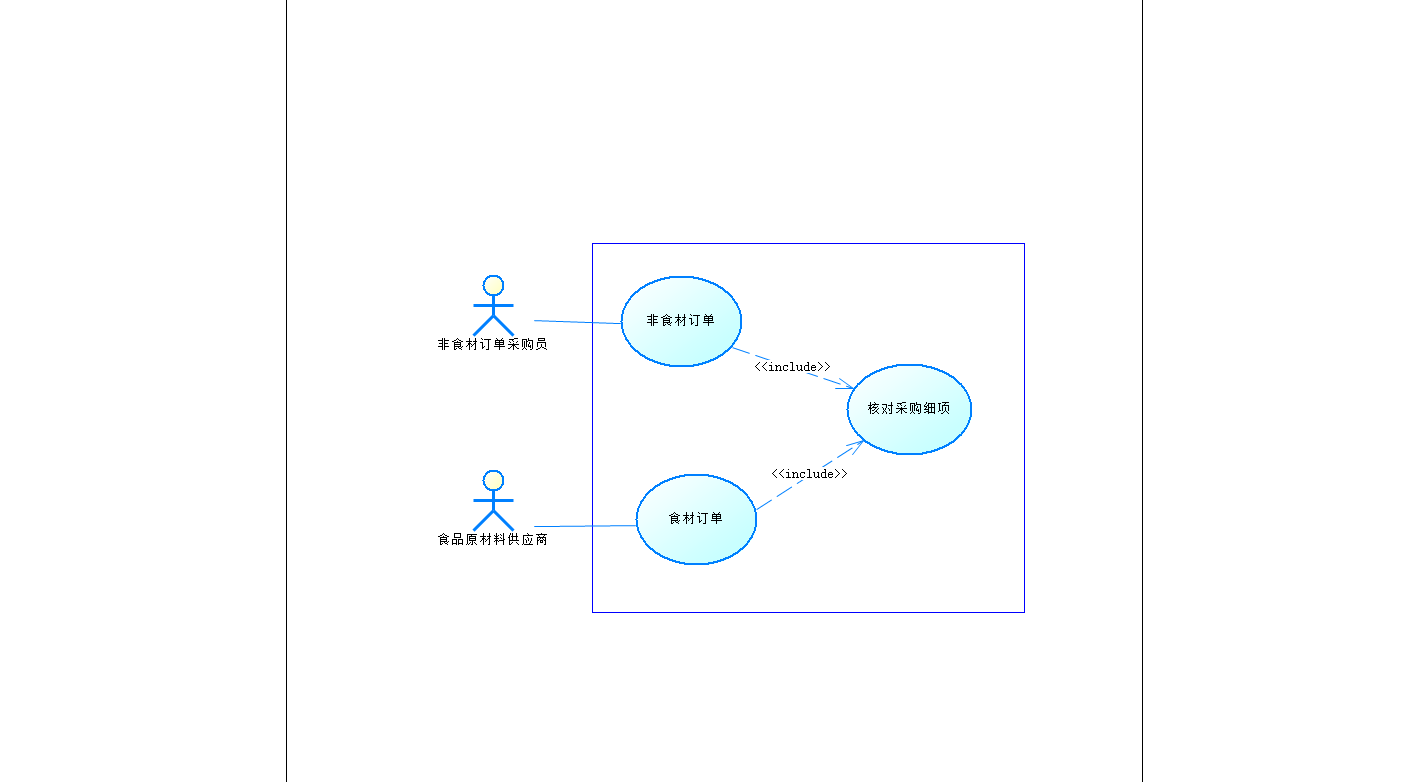 非食材订单
非食材订单采购员
<<include>>
核对采购细项
<<include>>
食材订单
食品原材料供应商